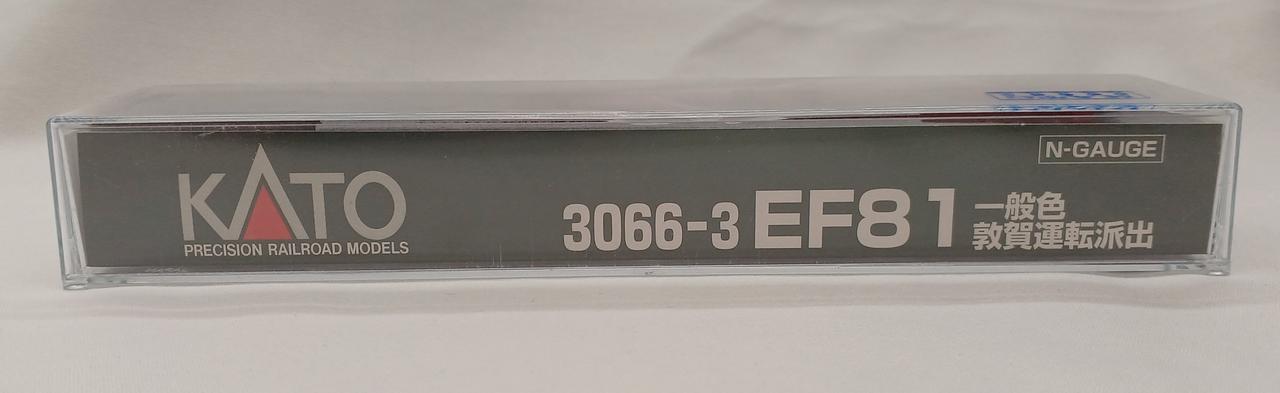 KATO
PRECISION RAILROAD MODELS
N-GAUGE
3066-3 EF81 一般色
敦賀運転派出